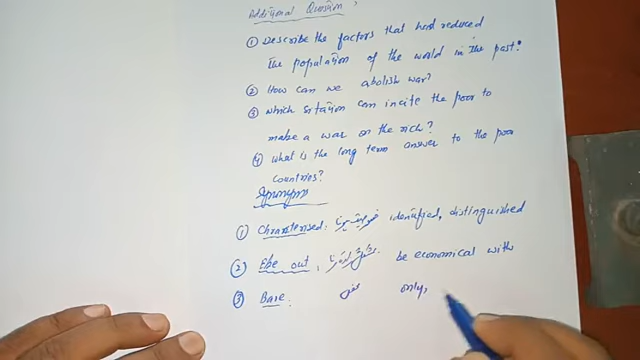 Additional Question,
① Describe the factors that had reduced
the population of the world in the past?
② How can we abolish war?
③ which sitation can incite the poor to
make a war on the rich?
④ what is the long term answer to the poor
countries?
Synonyms
① Chraterised: identified, distinguished
② Eke out, be economical with
③ Bare: only,